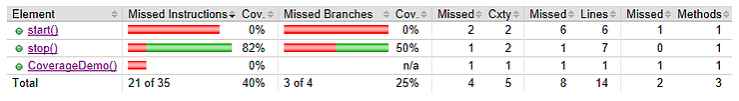 Element Missed Instructions Cov. Missed Branches Cov. Missed Cxty Missed Lines Missed Methods
start() 0% 0% 2 2 6 6 1 1
stop() 82% 50% 1 2 1 7 0 1
CoverageDemo() 0% n/a 1 1 1 1 1 1
Total 21 of 35 40% 3 of 4 25% 4 5 8 14 2 3